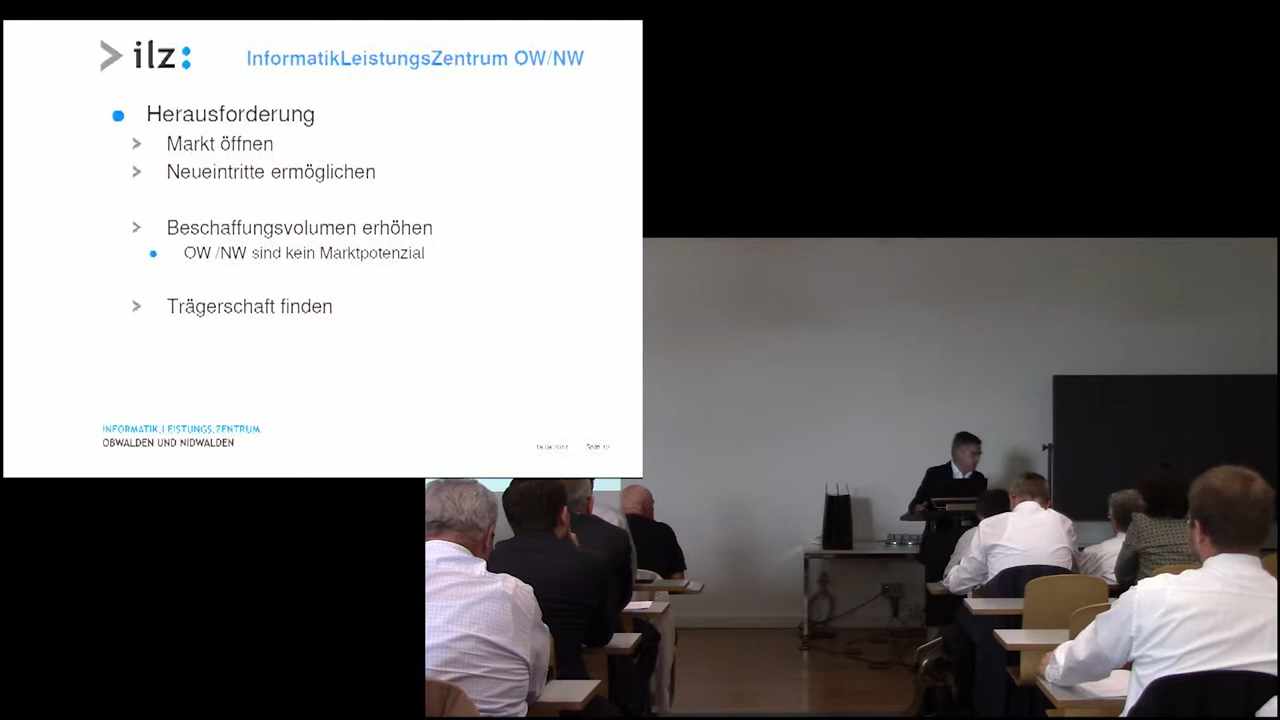 ilz:
InformatikLeistungsZentrum OW/NW
Herausforderung
Markt öffnen
Neueintritte ermöglichen
Beschaffungsvolumen erhöhen
OW /NW sind kein Marktpotenzial
Trägerschaft finden
INFORMATIK.LEISTUNGS.ZENTRUM
OBWALDEN UND NIDWALDEN